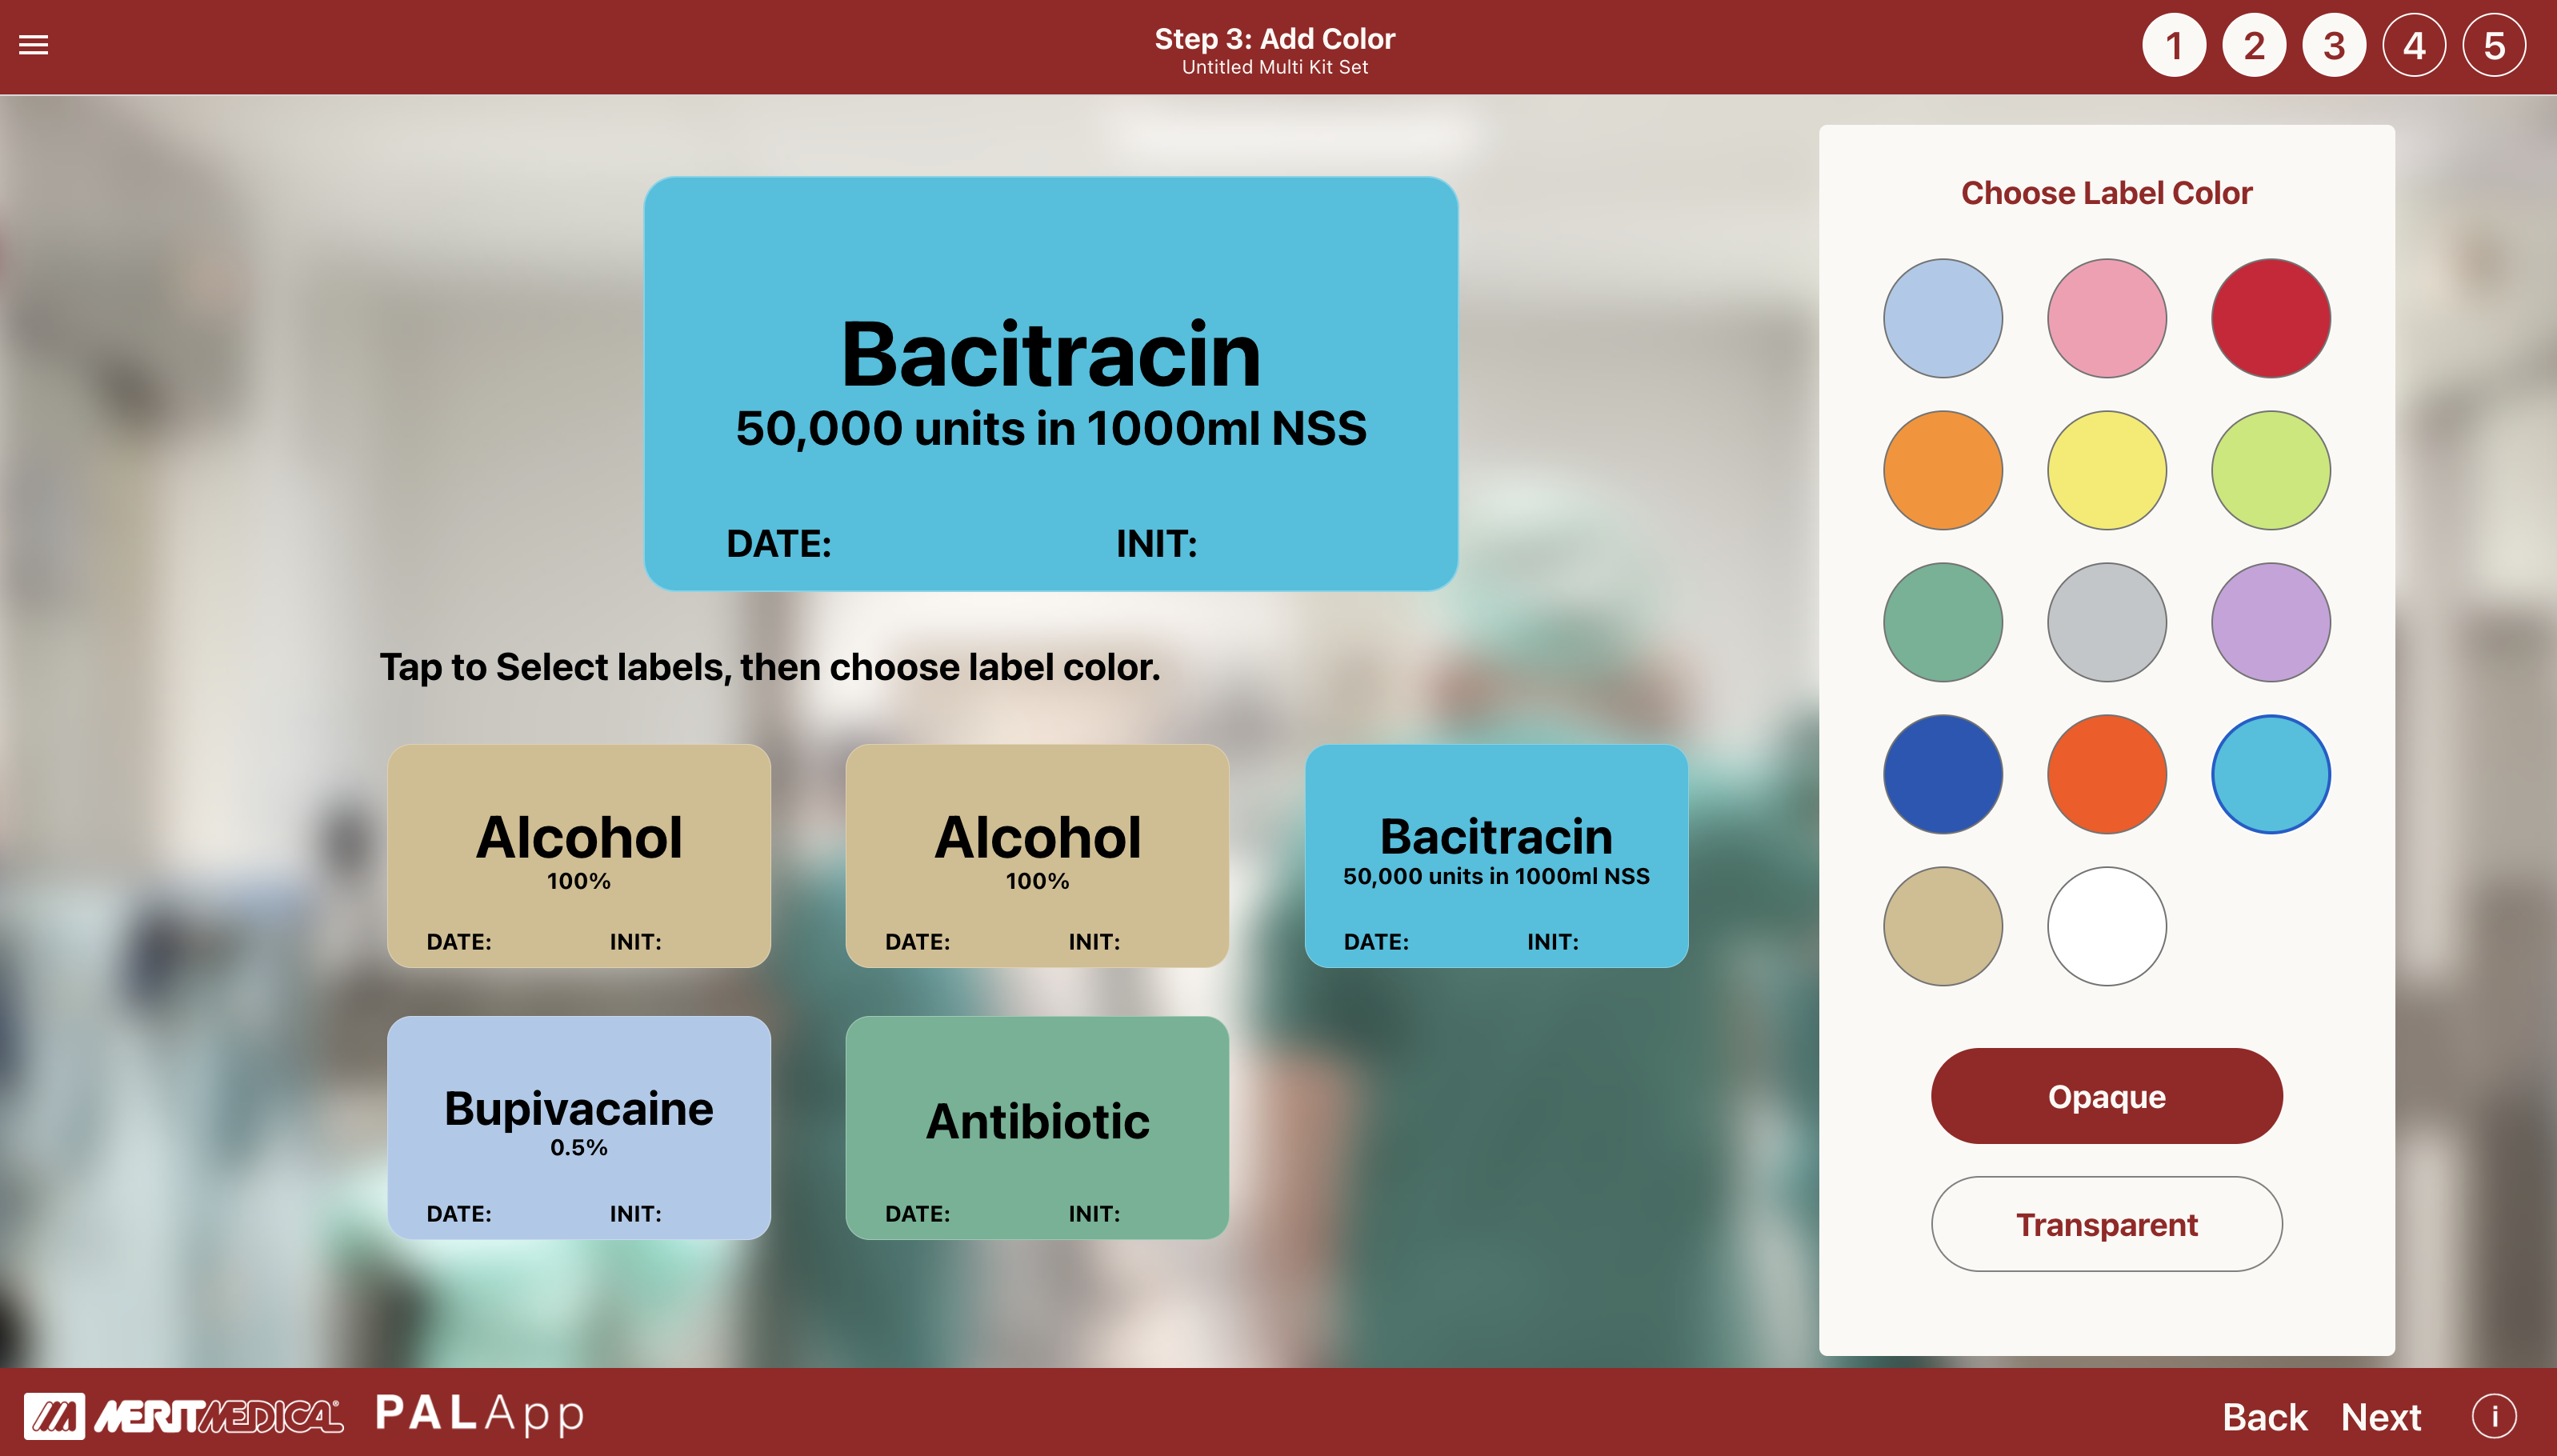 Step 3: Add Color
Untitled Multi Kit Set
1 2 3 4 5
Bacitracin
50,000 units in 1000ml NSS
DATE: INIT:
Tap to Select labels, then choose label color.
Alcohol
100%
DATE: INIT:
Alcohol
100%
DATE: INIT:
Bacitracin
50,000 units in 1000ml NSS
DATE: INIT:
Bupivacaine
0.5%
DATE: INIT:
Antibiotic
DATE: INIT:
Choose Label Color
Opaque
Transparent
MERITMEDICAL®
PALApp
Back Next i